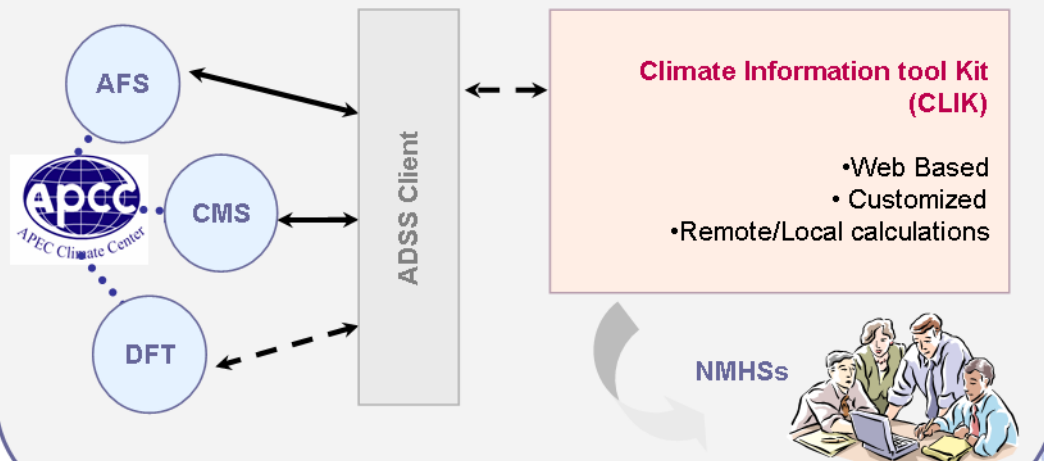 AFS
APCC
APEC Climate Center
CMS
DFT
ADSS Client
Climate Information tool Kit
(CLIK)
•Web Based
• Customized
•Remote/Local calculations
NMHSs